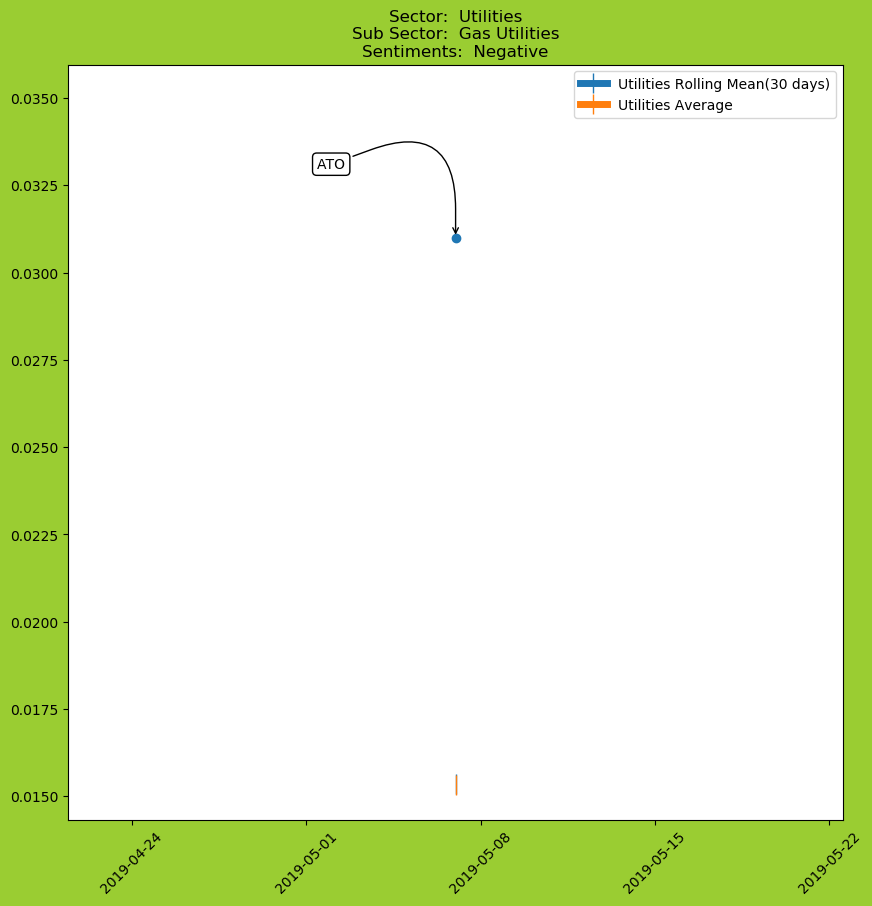 Sector:  Utilities
Sub Sector:  Gas Utilities
Sentiments:  Negative
Utilities Rolling Mean(30 days)
Utilities Average
ATO
0.0350
0.0325
0.0300
0.0275
0.0250
0.0225
0.0200
0.0175
0.0150
2019-04-24
2019-05-01
2019-05-08
2019-05-15
2019-05-22